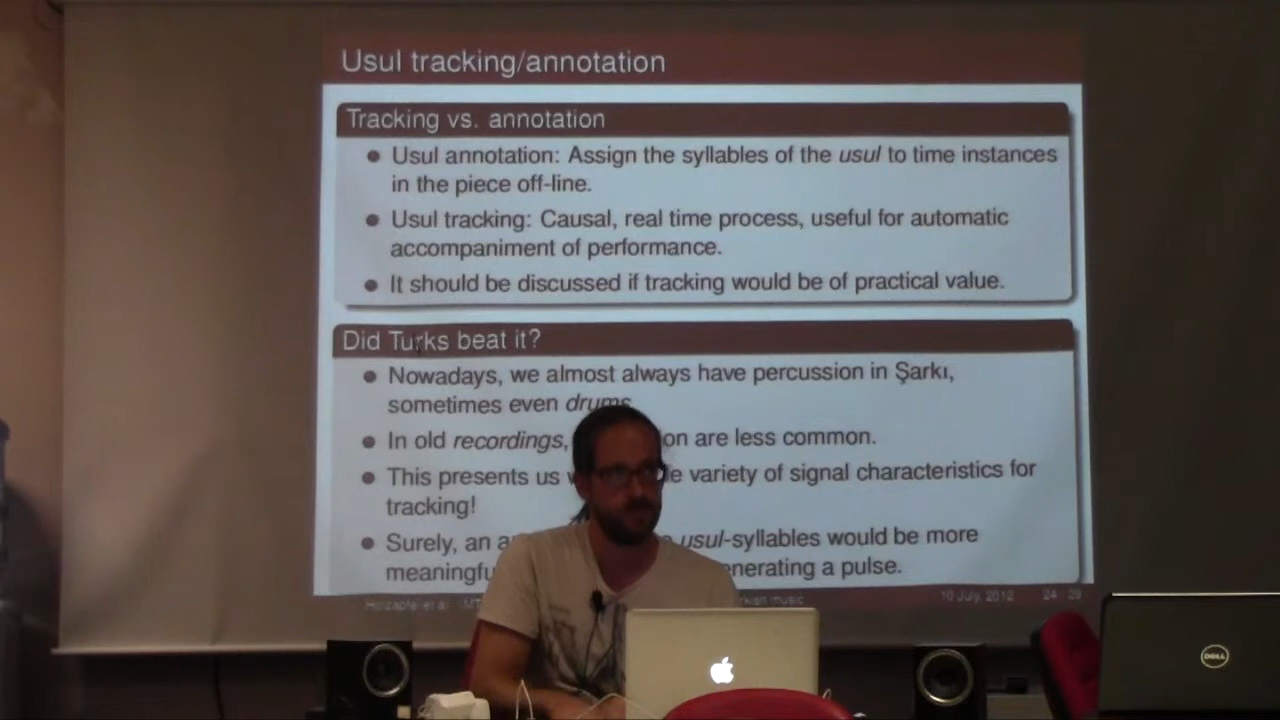 Usul tracking/annotation
Tracking vs. annotation
Usul annotation: Assign the syllables of the usul to time instances
in the piece off-line.
Usul tracking: Causal, real time process, useful for automatic
accompaniment of performance.
It should be discussed if tracking would be of practical value.
Did Turks beat it?
Nowadays, we almost always have percussion in Şarkı,
sometimes even drums
In old recordings, on are less common.
This presents us variety of signal characteristics for
tracking!
Surely, an usul-syllables would be more
generating a pulse.
10 July, 2012 24 29
DELL